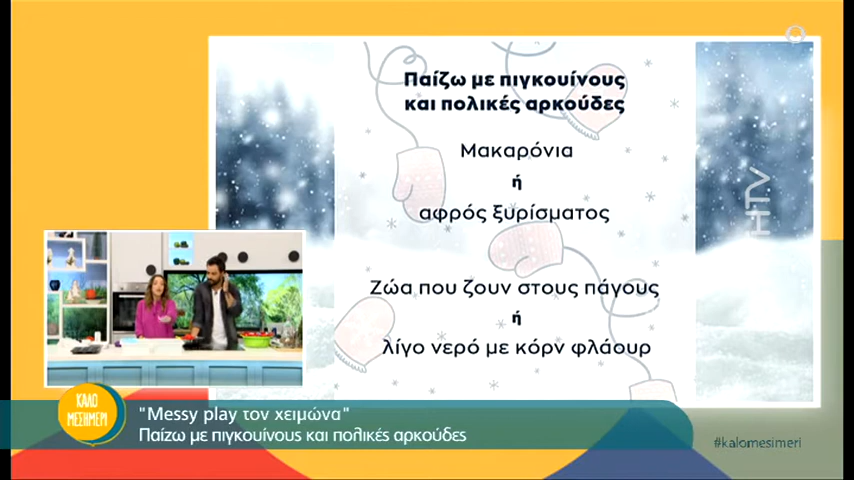 Παίζω με πιγκουίνους
και πολικές αρκούδες
Μακαρόνια
ή
αφρός ξυρίσματος
Ζώα που ζουν στους πάγους
ή
λίγο νερό με κόρν φλάουρ
HTV
ΚΑΛΟ
ΜΕΣΗΜΕΡΙ
"Messy play τον χειμώνα"
Παίζω με πιγκουίνους και πολικές αρκούδες
#kalomesimeri